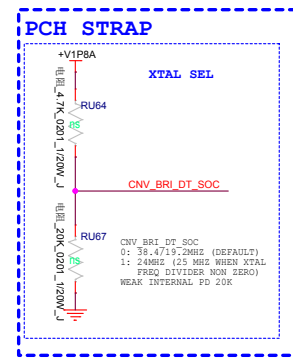 PCH STRAP
+V1P8A
XTAL SEL
电阻_4.7K_0201_1/20W_J
RU64
ns
CNV_BRI_DT_SOC
电阻_20K_0201_1/20W_J
RU67
ns
CNV_BRI_DT_SOC
0: 38.4/19.2MHZ (DEFAULT)
1: 24MHZ (25 MHZ WHEN XTAL
FREQ DIVIDER NON ZERO)
WEAK INTERNAL PD 20K